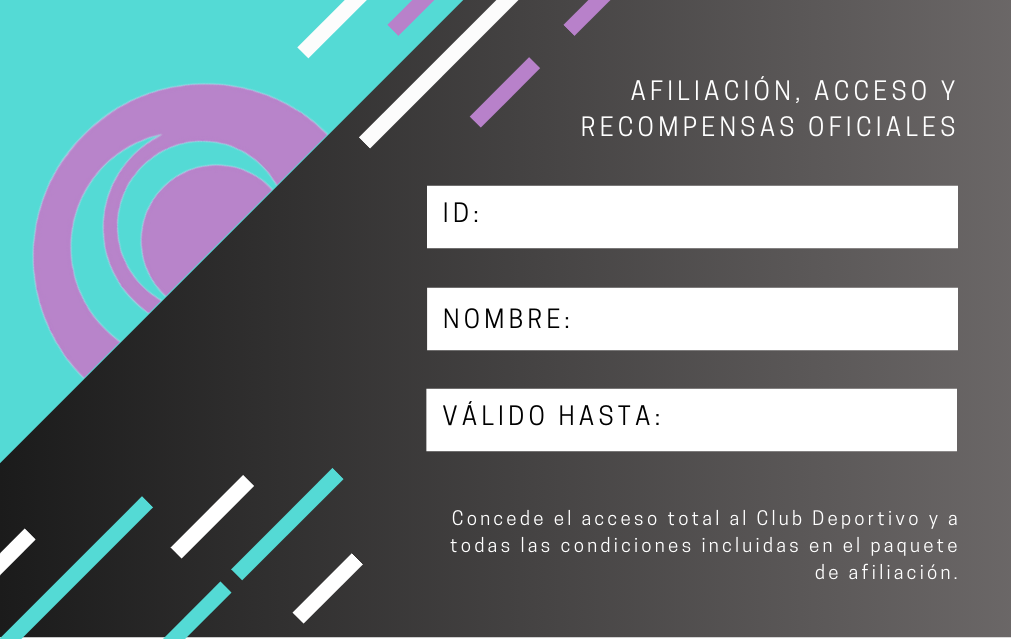 AFILIACIÓN, ACCESO Y
RECOMPENSAS OFICIALES
ID:
NOMBRE:
VÁLIDO HASTA:
Concede el acceso total al Club Deportivo y a
todas las condiciones incluidas en el paquete
de afiliación.